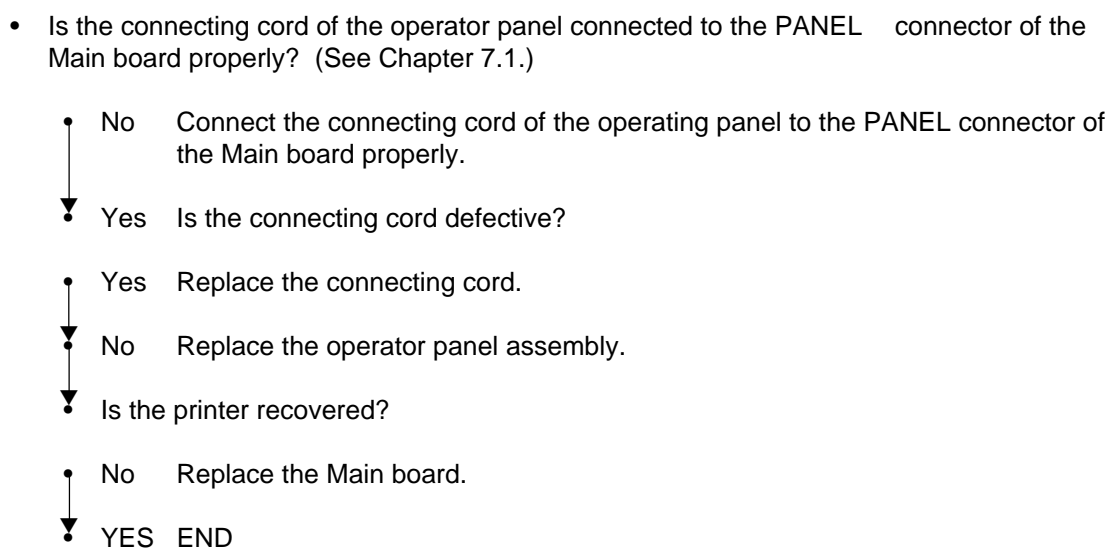 • Is the connecting cord of the operator panel connected to the PANEL connector of the
Main board properly? (See Chapter 7.1.)
• No Connect the connecting cord of the operating panel to the PANEL connector of
the Main board properly.
• Yes Is the connecting cord defective?
• Yes Replace the connecting cord.
• No Replace the operator panel assembly.
• Is the printer recovered?
• No Replace the Main board.
• YES END